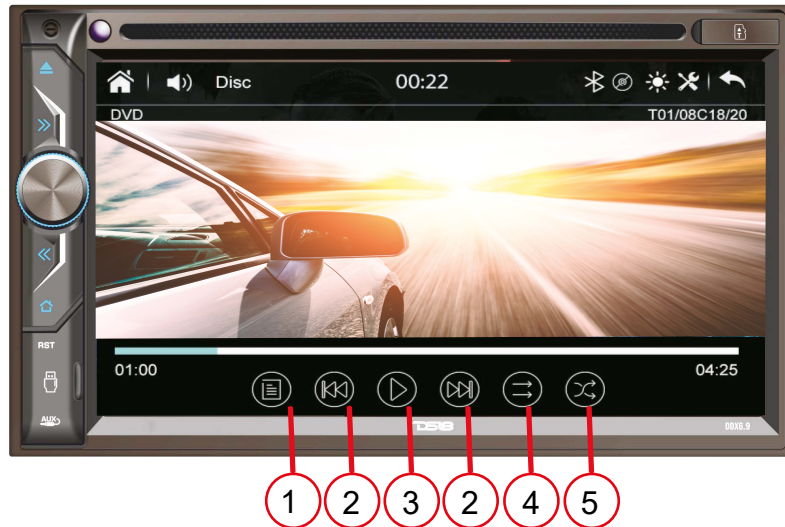 Disc 00:22
DVD T01/08C18/20
RST
01:00 04:25
AUX
DS18 DDX6.9
1 2 3 2 4 5